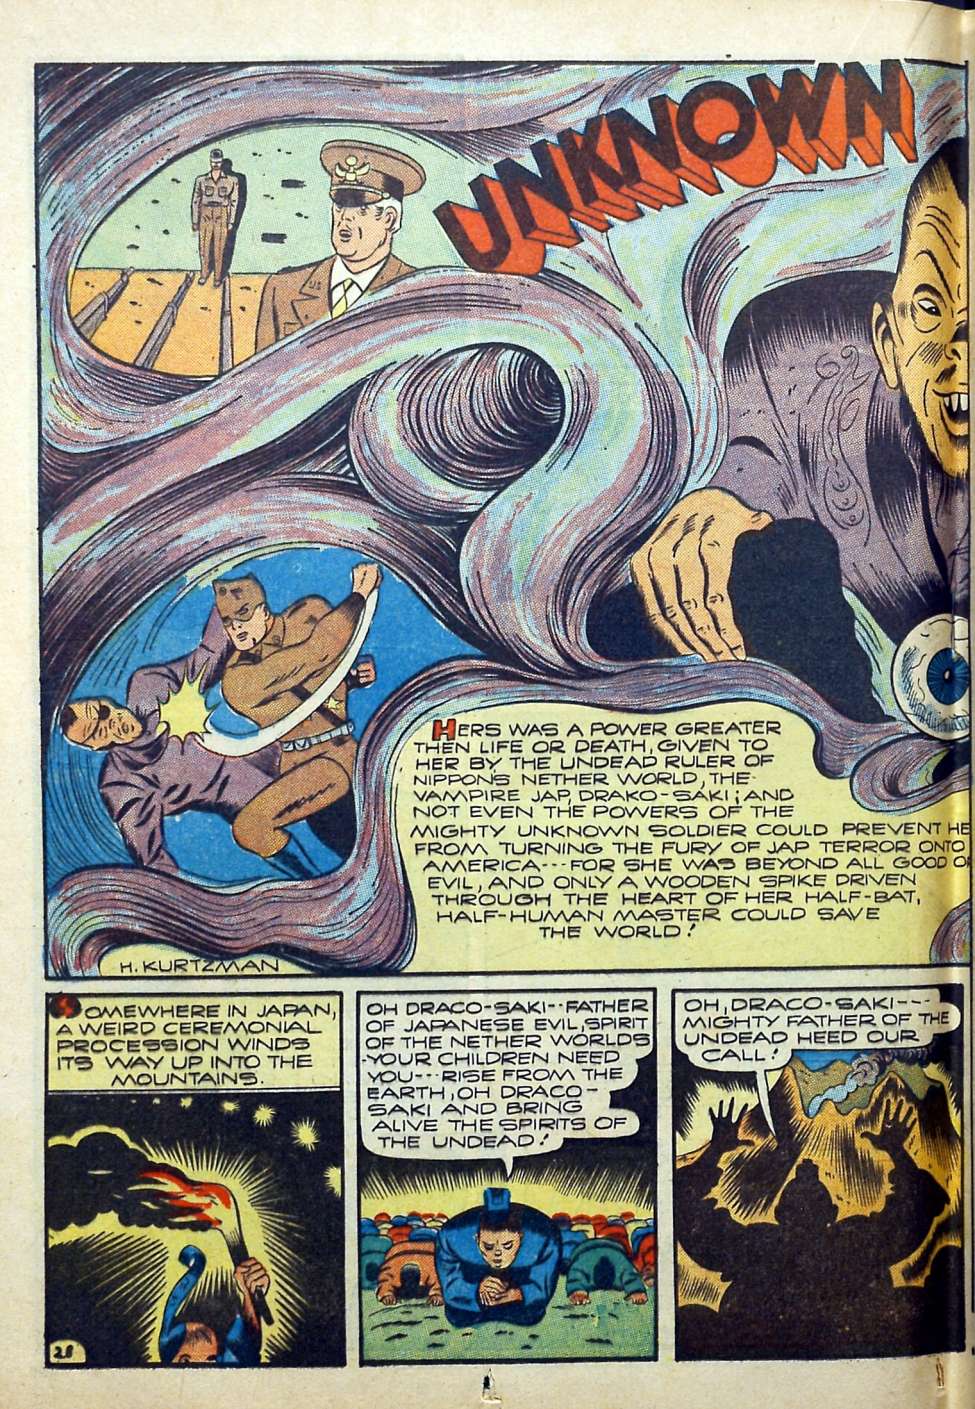 UNKNOWN
U.S.
HERS WAS A POWER GREATER
THEN LIFE OR DEATH, GIVEN TO
HER BY THE UNDEAD RULER OF
NIPPON'S NETHER WORLD, THE
VAMPIRE JAP, DRAKO-SAKI; AND
NOT EVEN THE POWERS OF THE
MIGHTY UNKNOWN SOLDIER COULD PREVENT HE
FROM TURNING THE FURY OF JAP TERROR ONTO
AMERICA---FOR SHE WAS BEYOND ALL GOOD O
EVIL, AND ONLY A WOODEN SPIKE DRIVEN
THROUGH THE HEART OF HER HALF-BAT,
HALF-HUMAN MASTER COULD SAVE
THE WORLD!
H. KURTZMAN
SOMEWHERE IN JAPAN,
A WEIRD CEREMONIAL
PROCESSION WINDS
ITS WAY UP INTO THE
MOUNTAINS.
OH DRACO-SAKI---FATHER
OF JAPANESE EVIL, SPIRIT
OF THE NETHER WORLDS
-YOUR CHILDREN NEED
YOU---RISE FROM THE
EARTH, OH DRACO-
SAKI AND BRING
ALIVE THE SPIRITS OF
THE UNDEAD!
OH, DRACO-SAKI---
MIGHTY FATHER OF THE
UNDEAD HEED OUR
CALL!